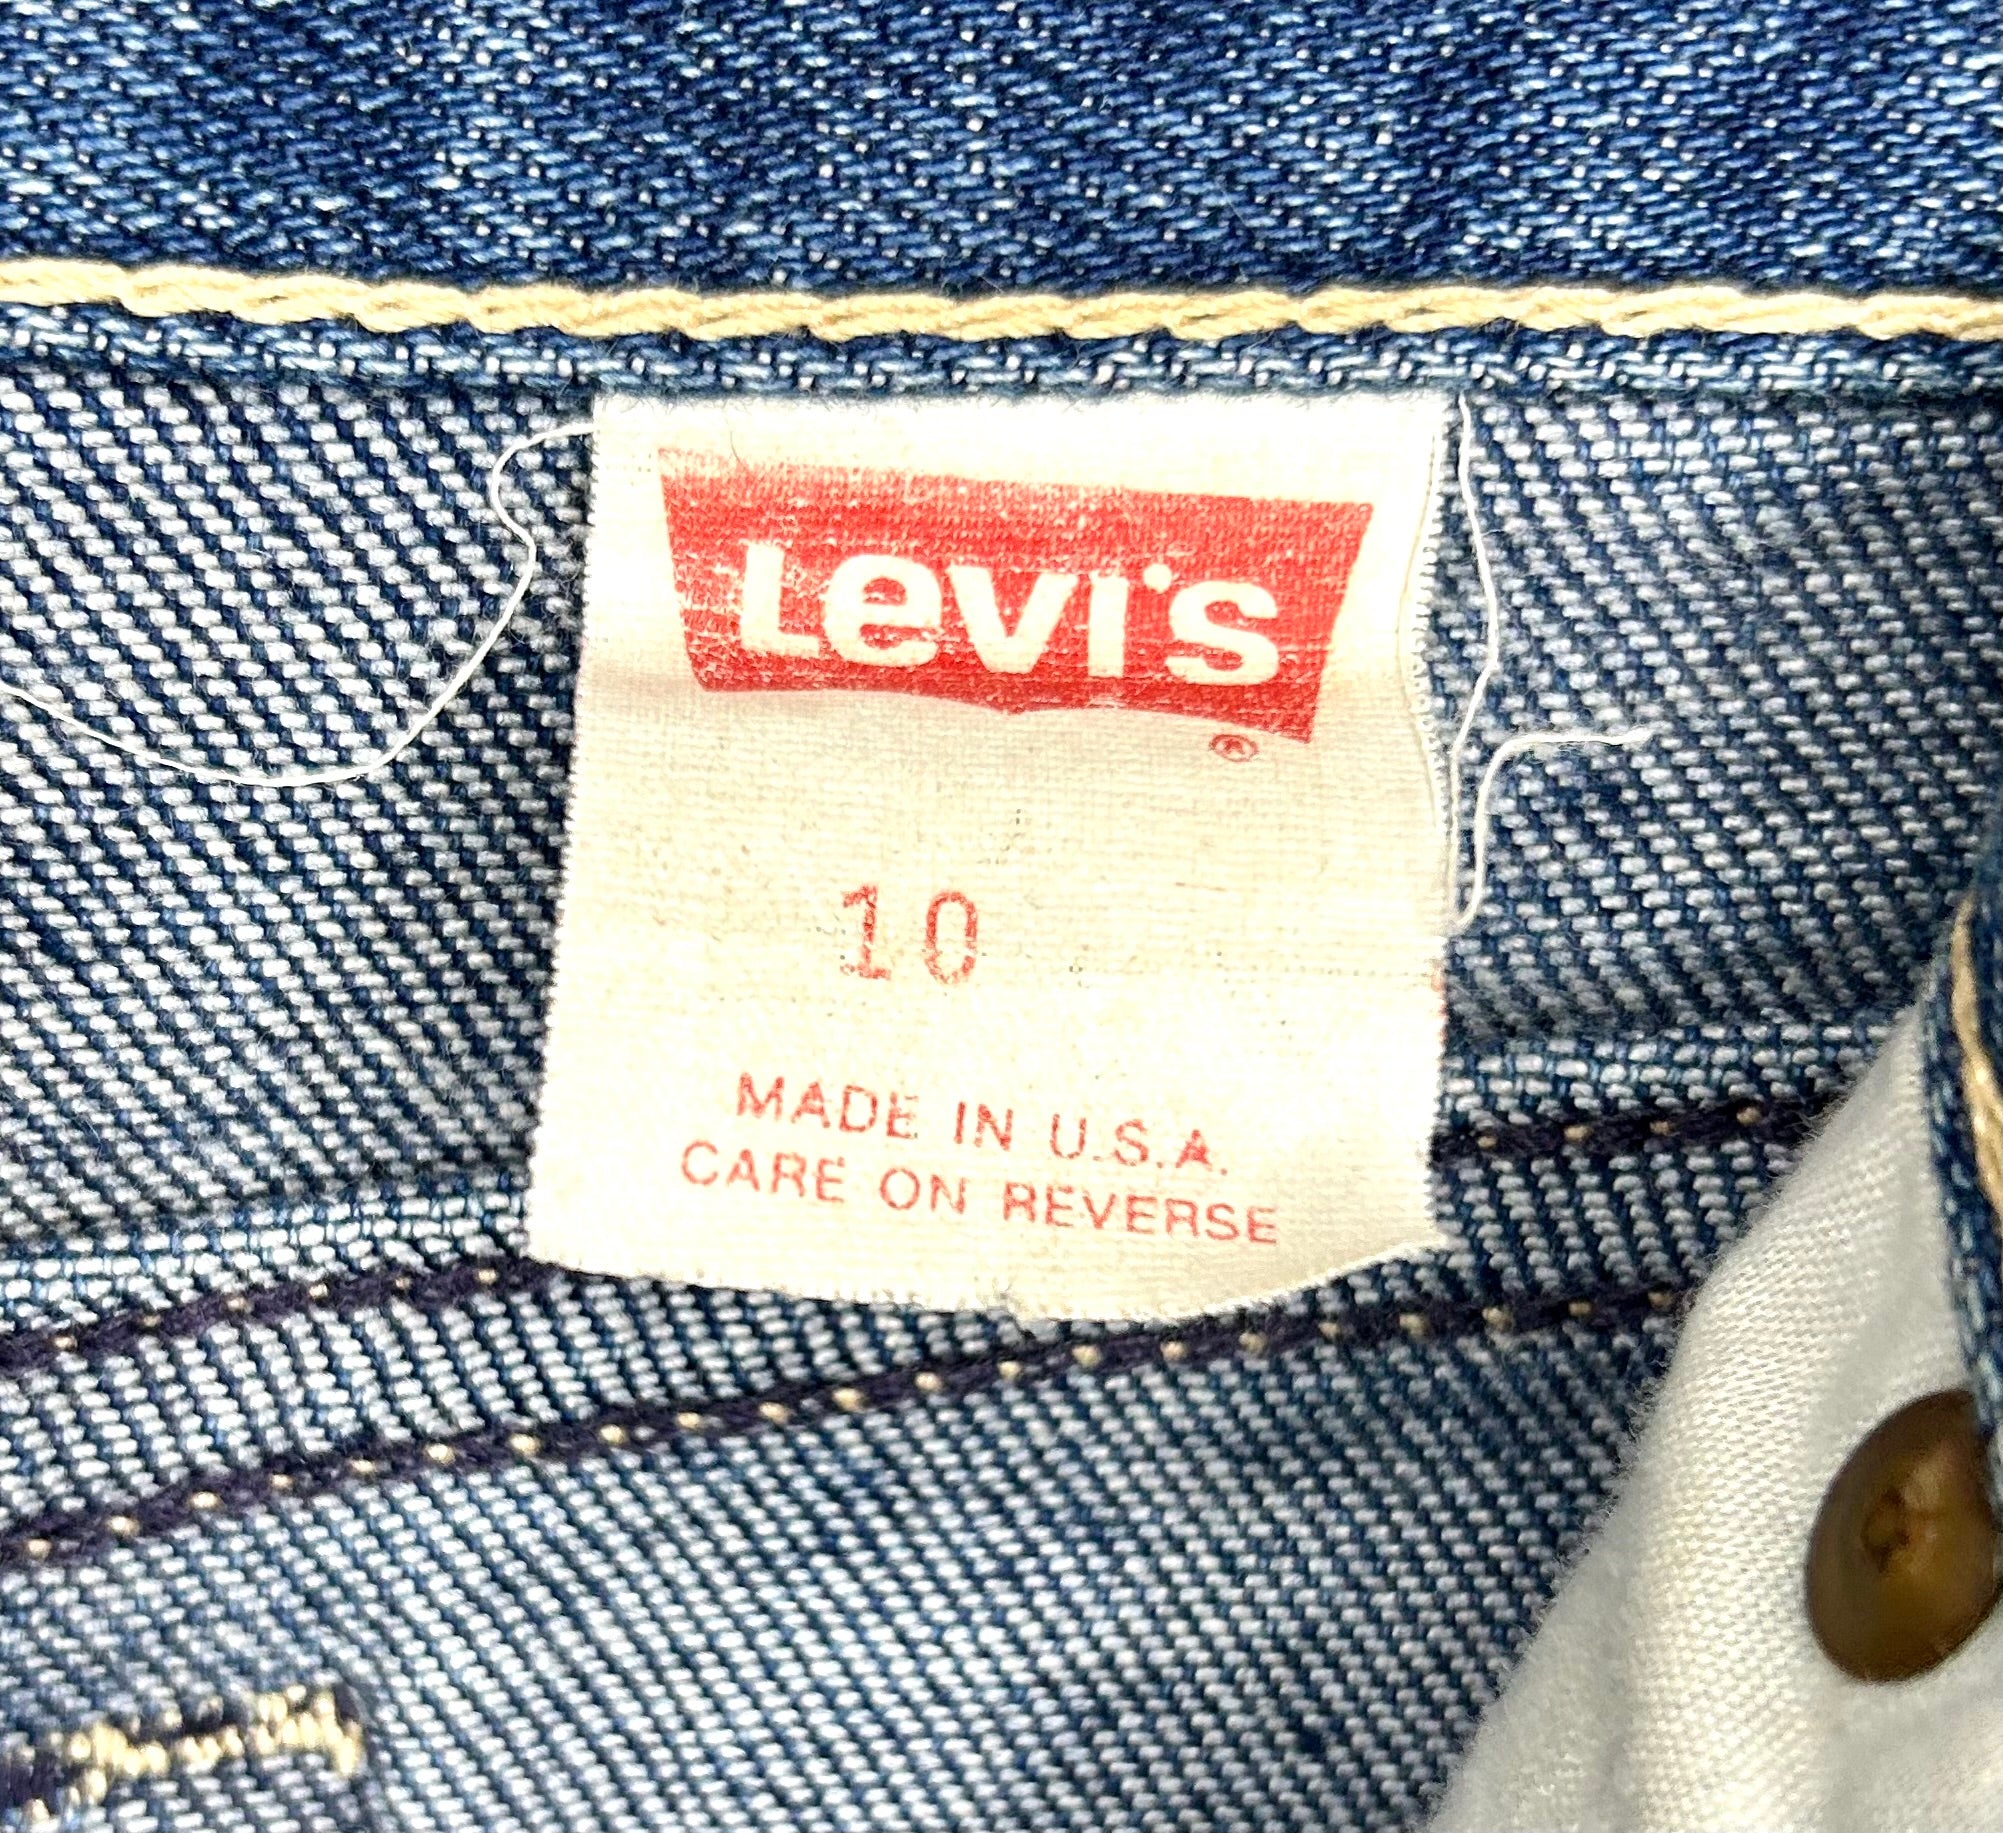 Levi's
®
10
MADE IN U.S.A.
CARE ON REVERSE